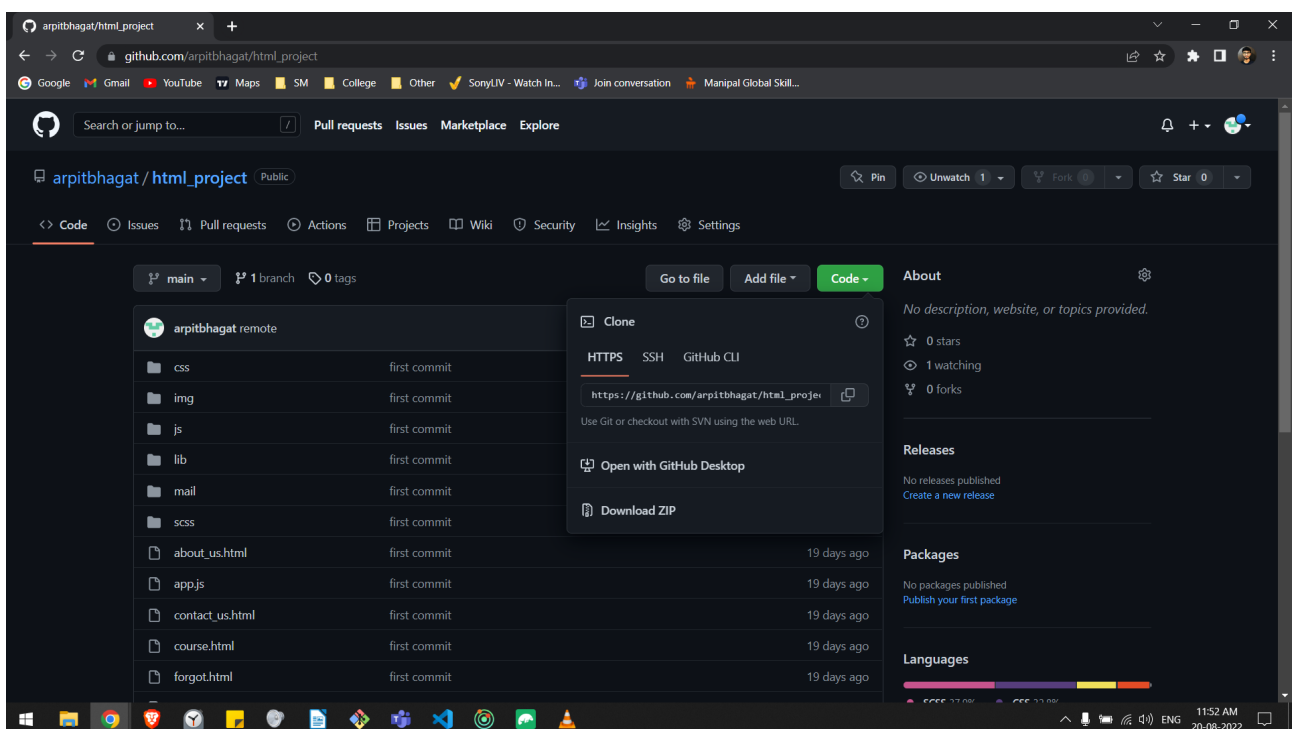 arpitbhagat/html_project
github.com/arpitbhagat/html_project
Google Gmail YouTube Maps SM College Other SonyLIV - Watch In... Join conversation Manipal Global Skill...
Search or jump to... / Pull requests Issues Marketplace Explore
arpitbhagat / html_project Public
Pin Unwatch 1 Fork 0 Star 0
<> Code Issues Pull requests Actions Projects Wiki Security Insights Settings
main 1 branch 0 tags
Go to file Add file Code
arpitbhagat remote
css first commit
img first commit
js first commit
lib first commit
mail first commit
scss first commit
about_us.html first commit 19 days ago
app.js first commit 19 days ago
contact_us.html first commit 19 days ago
course.html first commit 19 days ago
forgot.html first commit 19 days ago
Clone
HTTPS SSH GitHub CLI
https://github.com/arpitbhagat/html_projec
Use Git or checkout with SVN using the web URL.
Open with GitHub Desktop
Download ZIP
About
No description, website, or topics provided.
0 stars
1 watching
0 forks
Releases
No releases published
Create a new release
Packages
No packages published
Publish your first package
Languages
SCSS 37.0% CSS
ENG
11:52 AM
20-08-2022